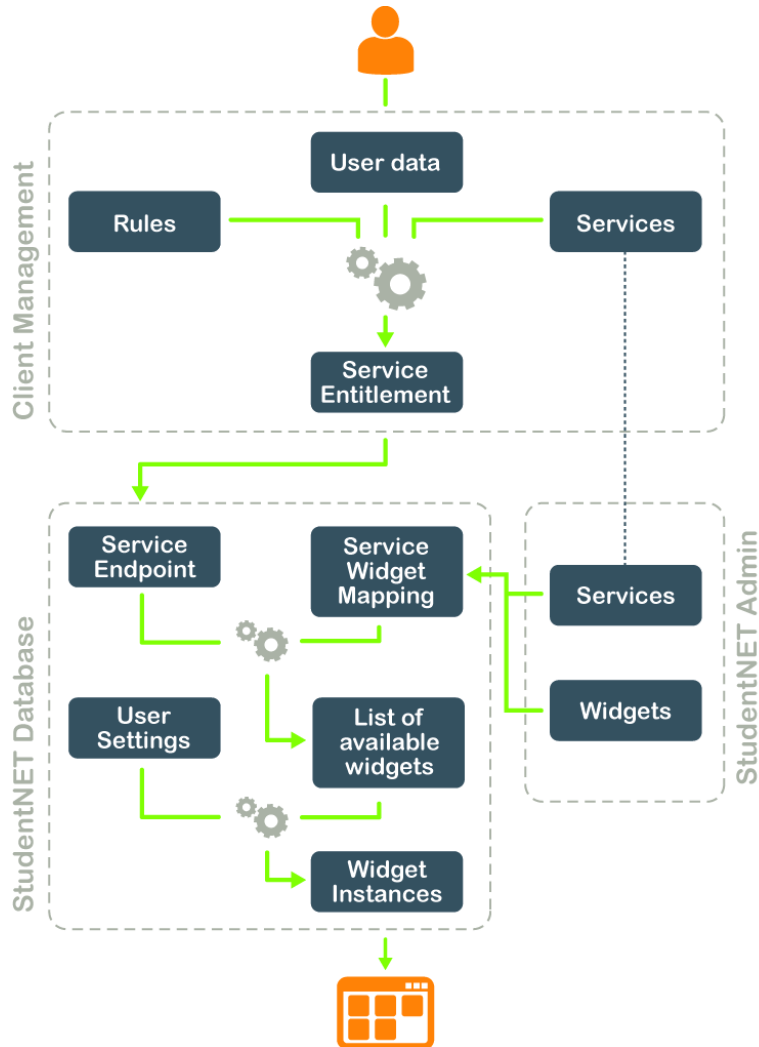 Client Management
User data
Rules
Services
Service
Entitlement
StudentNET Database
Service
Endpoint
Service
Widget
Mapping
User
Settings
List of
available
widgets
Widget
Instances
StudentNET Admin
Services
Widgets